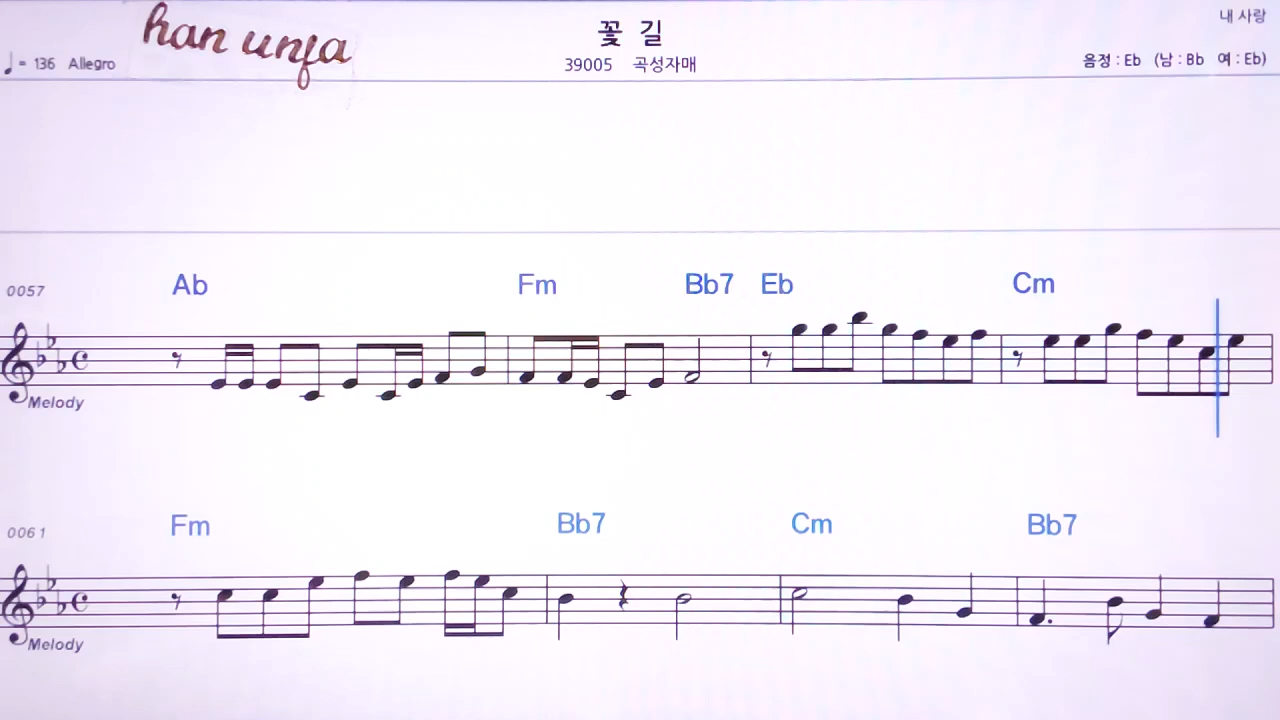 han unja
꽃 길
내 사랑
♩= 136 Allegro
39005 곡성자매
음정 : Eb (남 : Bb 여 : Eb)
0057 Ab Fm Bb7 Eb Cm
Melody
0061 Fm Bb7 Cm Bb7
Melody